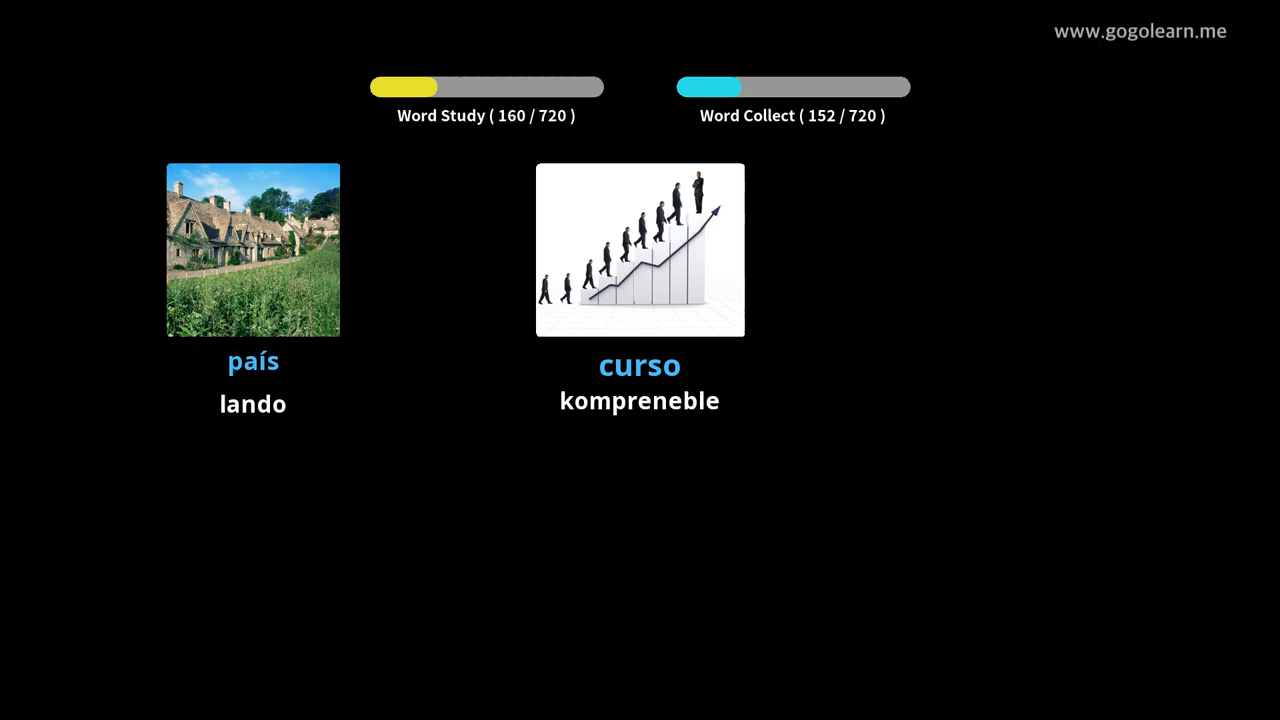 www.gogolearn.me
Word Study ( 160 / 720 )
Word Collect ( 152 / 720 )
país
lando
curso
kompreneble